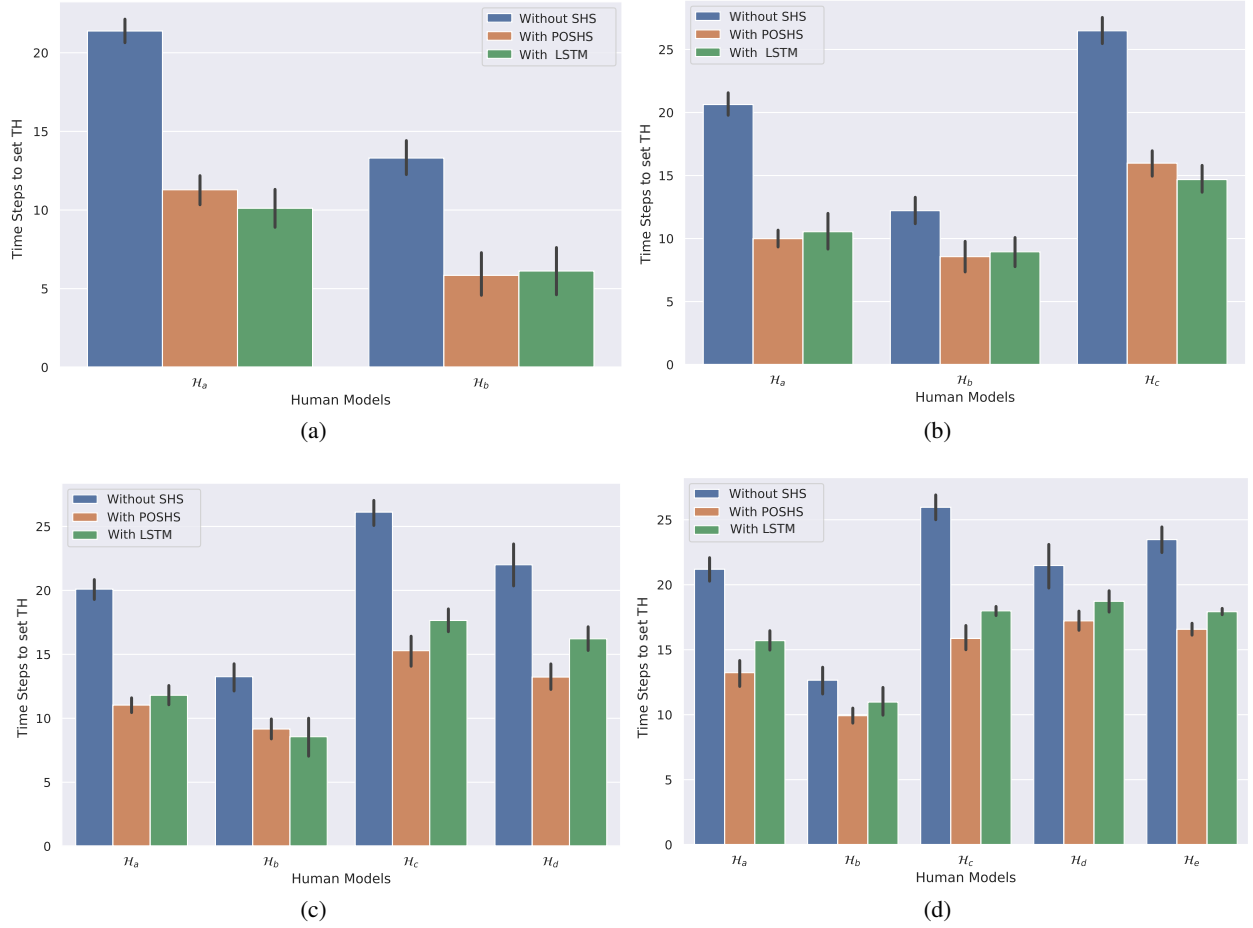 Without SHS
With POSHS
With LSTM
Time Steps to set TH
20
15
10
5
0
ℋa
ℋb
Human Models
(a)
Without SHS
With POSHS
With LSTM
Time Steps to set TH
25
20
15
10
5
0
ℋa
ℋb
ℋc
Human Models
(b)
Without SHS
With POSHS
With LSTM
Time Steps to set TH
25
20
15
10
5
0
ℋa
ℋb
ℋc
ℋd
Human Models
(c)
Without SHS
With POSHS
With LSTM
Time Steps to set TH
25
20
15
10
5
0
ℋa
ℋb
ℋc
ℋd
ℋe
Human Models
(d)